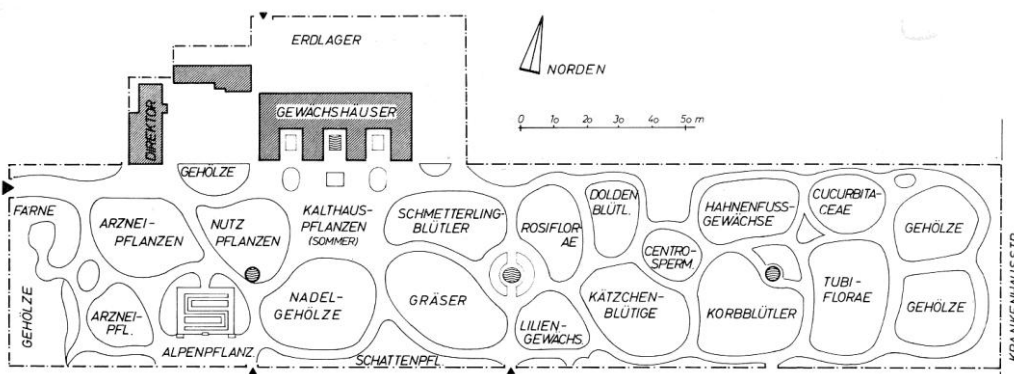 ERDLAGER
NORDEN
DIREKTOR
GEWÄCHSHÄUSER
0 10 20 30 40 50 m
GEHÖLZE
FARNE
ARZNEI-
PFLANZEN
NUTZ
PFLANZEN
KALTHAUS-
PFLANZEN
(SOMMER)
SCHMETTERLING-
BLÜTLER
ROSIFLOR-
AE
DOLDEN
BLÜTL.
CENTRO-
SPERM.
HAHNENFUSS-
GEWÄCHSE
CUCURBITA-
CEAE
GEHÖLZE
GEHÖLZE
ARZNEI-
PFL.
ALPENPFLANZ.
NADEL-
GEHÖLZE
GRÄSER
SCHATTENPFL.
LILIEN-
GEWÄCHS.
KÄTZCHEN-
BLÜTIGE
KORBBLÜTLER
TUBI-
FLORAE
GEHÖLZE
KRANKENHAUSSTR.